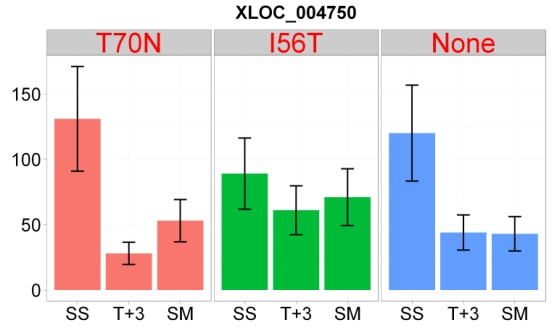 XLOC_004750
T70N I56T None
150
100
50
0
SS T+3 SM SS T+3 SM SS T+3 SM